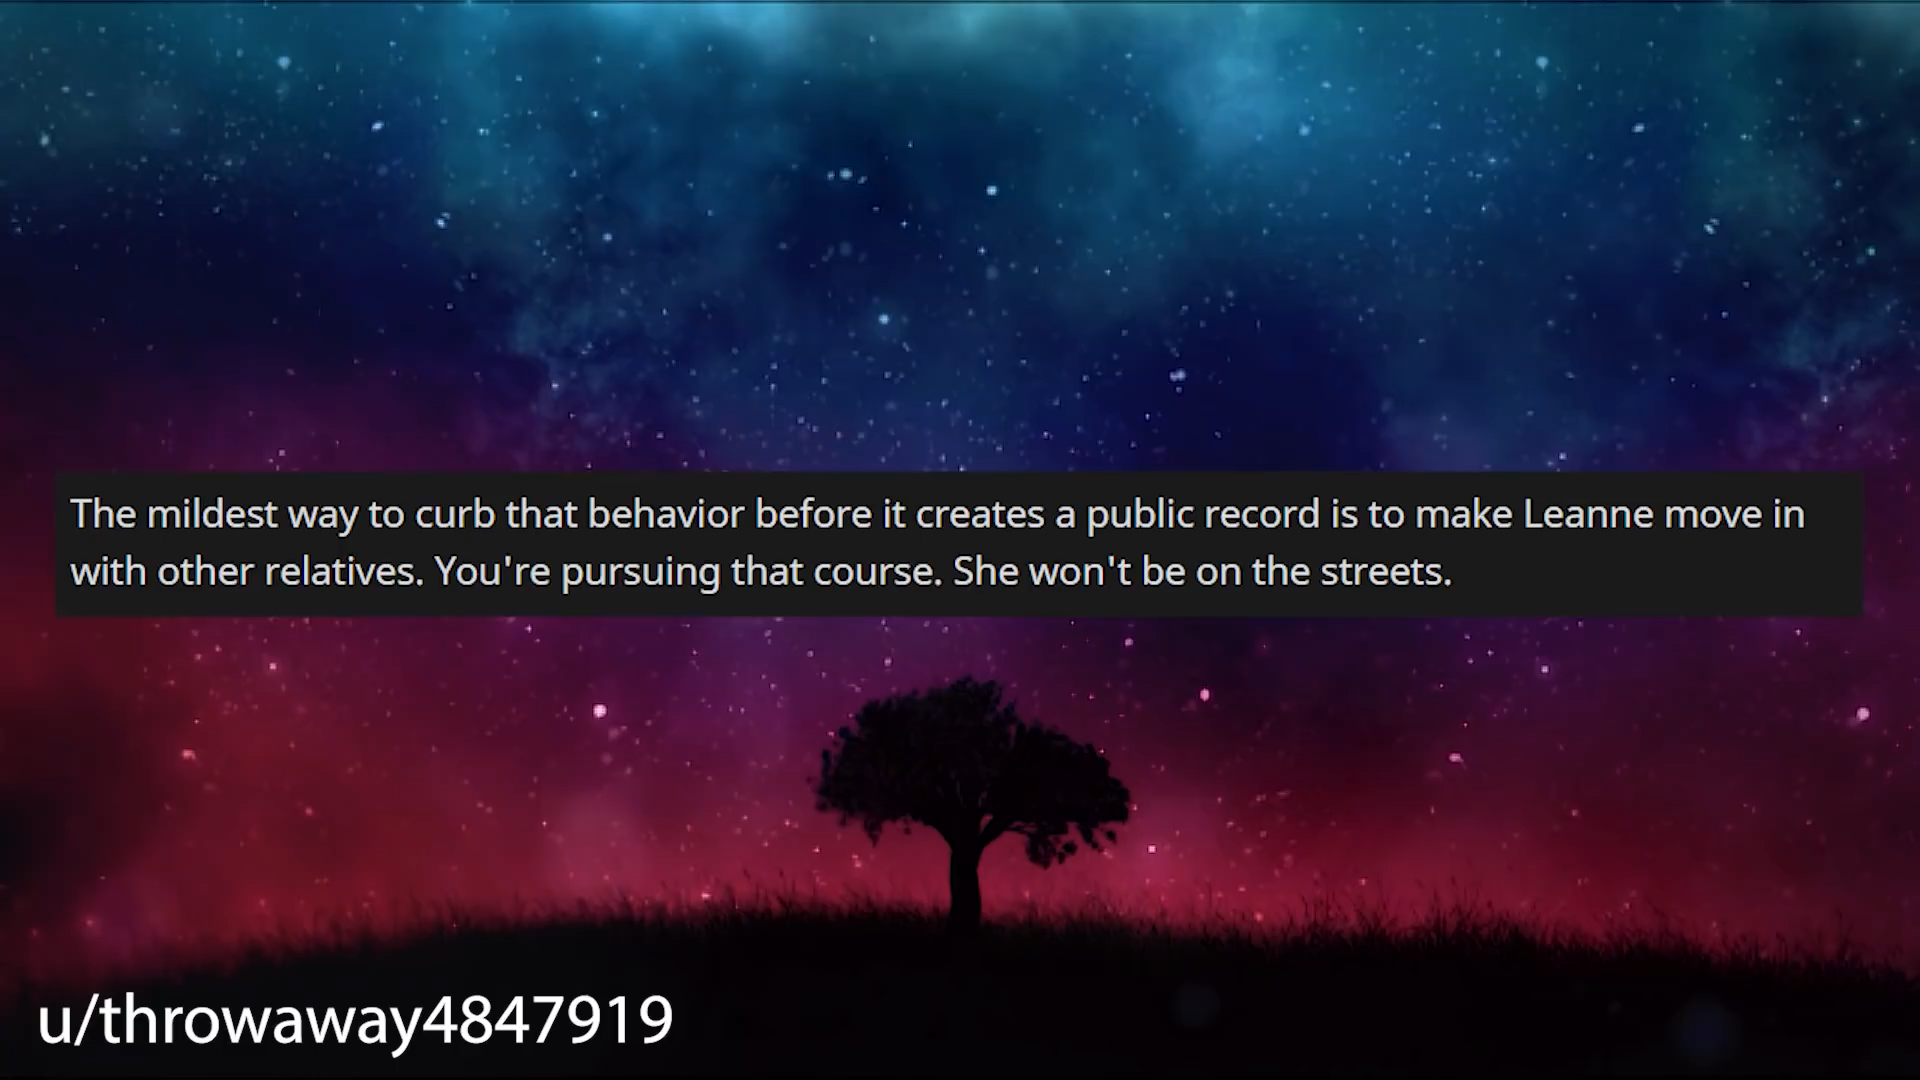 The mildest way to curb that behavior before it creates a public record is to make Leanne move in
with other relatives. You're pursuing that course. She won't be on the streets.
u/throwaway4847919